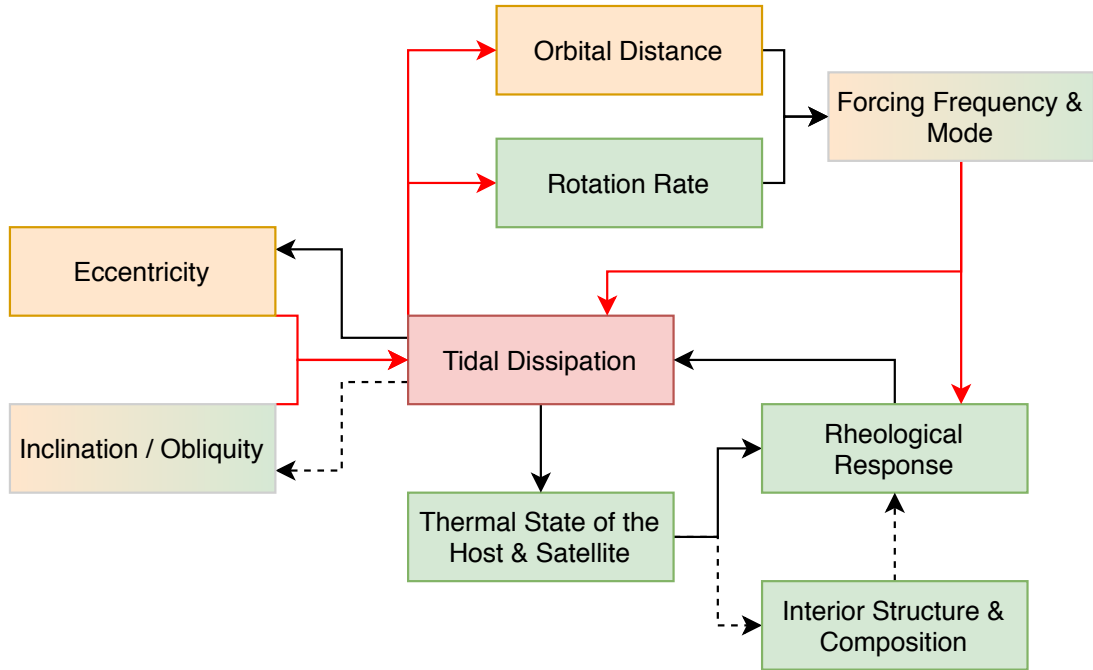 Orbital Distance
Forcing Frequency &
Mode
Rotation Rate
Eccentricity
Tidal Dissipation
Inclination / Obliquity
Rheological
Response
Thermal State of the
Host & Satellite
Interior Structure &
Composition